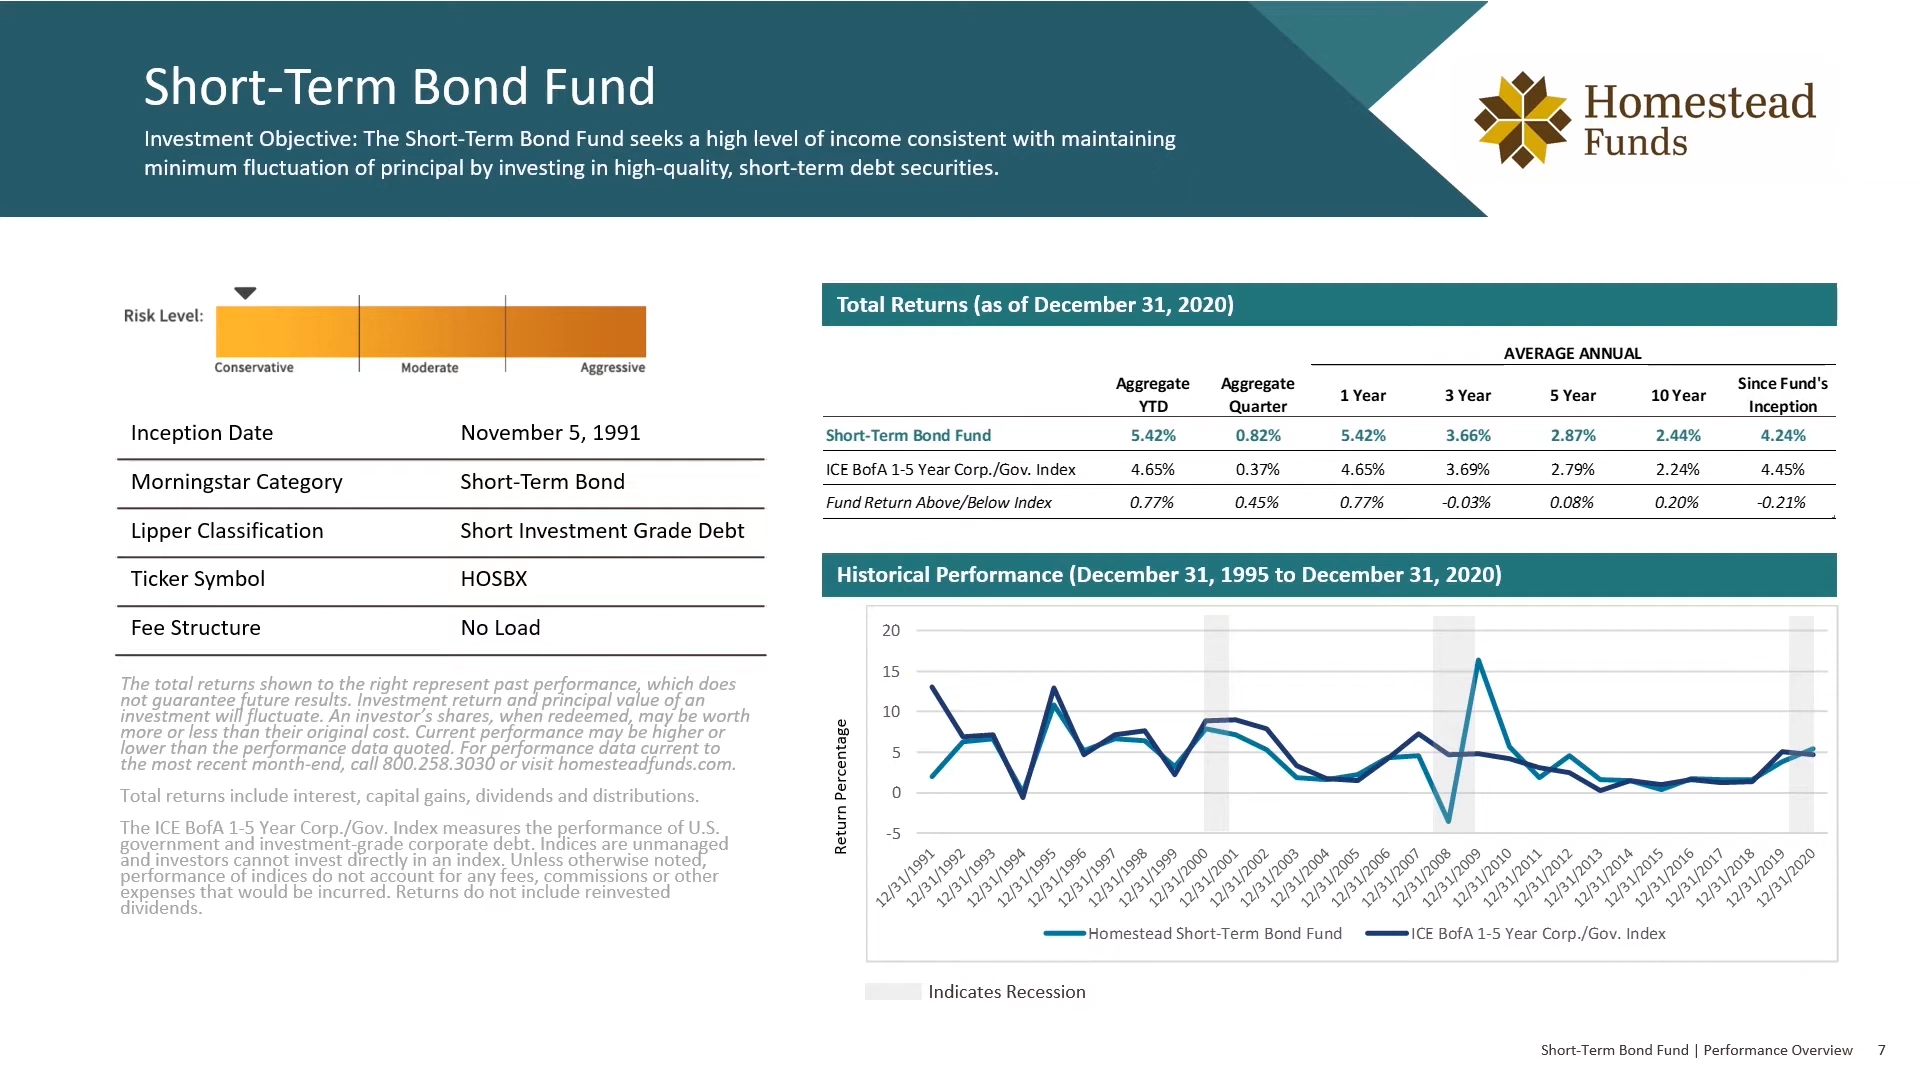 Short-Term Bond Fund
Investment Objective: The Short-Term Bond Fund seeks a high level of income consistent with maintaining
minimum fluctuation of principal by investing in high-quality, short-term debt securities.
Homestead
Funds
Risk Level:
Conservative Moderate Aggressive
Inception Date November 5, 1991
Morningstar Category Short-Term Bond
Lipper Classification Short Investment Grade Debt
Ticker Symbol HOSBX
Fee Structure No Load
The total returns shown to the right represent past performance, which does
not guarantee future results. Investment return and principal value of an
investment will fluctuate. An investor's shares, when redeemed, may be worth
more or less than their original cost. Current performance may be higher or
lower than the performance data quoted. For performance data current to
the most recent month-end, call 800.258.3030 or visit homesteadfunds.com.
Total returns include interest, capital gains, dividends and distributions.
The ICE BofA 1-5 Year Corp./Gov. Index measures the performance of U.S.
government and investment-grade corporate debt. Indices are unmanaged
and investors cannot invest directly in an index. Unless otherwise noted,
performance of indices do not account for any fees, commissions or other
expenses that would be incurred. Returns do not include reinvested
dividends.
Total Returns (as of December 31, 2020)
AVERAGE ANNUAL
Aggregate Aggregate 1 Year 3 Year 5 Year 10 Year Since Fund's
YTD Quarter Inception
Short-Term Bond Fund 5.42% 0.82% 5.42% 3.66% 2.87% 2.44% 4.24%
ICE BofA 1-5 Year Corp./Gov. Index 4.65% 0.37% 4.65% 3.69% 2.79% 2.24% 4.45%
Fund Return Above/Below Index 0.77% 0.45% 0.77% -0.03% 0.08% 0.20% -0.21%
Historical Performance (December 31, 1995 to December 31, 2020)
Return Percentage
20
15
10
5
0
-5
12/31/1991
12/31/1992
12/31/1993
12/31/1994
12/31/1995
12/31/1996
12/31/1997
12/31/1998
12/31/1999
12/31/2000
12/31/2001
12/31/2002
12/31/2003
12/31/2004
12/31/2005
12/31/2006
12/31/2007
12/31/2008
12/31/2009
12/31/2010
12/31/2011
12/31/2012
12/31/2013
12/31/2014
12/31/2015
12/31/2016
12/31/2017
12/31/2018
12/31/2019
12/31/2020
Homestead Short-Term Bond Fund ICE BofA 1-5 Year Corp./Gov. Index
Indicates Recession
Short-Term Bond Fund | Performance Overview 7